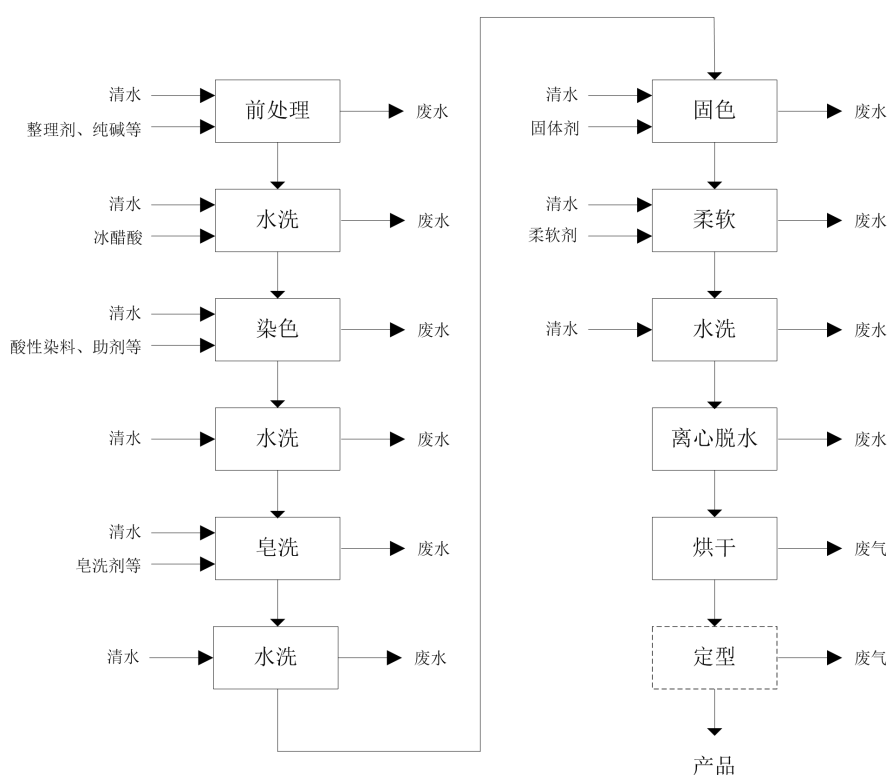 清水
整理剂、纯碱等
前处理
废水
清水
冰醋酸
水洗
废水
清水
酸性染料、助剂等
染色
废水
清水
水洗
废水
清水
皂洗剂等
皂洗
废水
清水
水洗
废水
清水
固体剂
固色
废水
清水
柔软剂
柔软
废水
清水
水洗
废水
离心脱水
废水
烘干
废气
定型
废气
产品